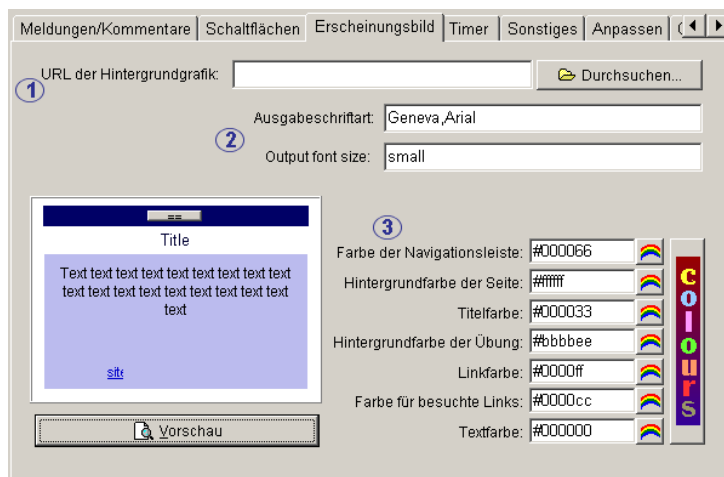 Meldungen/Kommentare Schaltflächen Erscheinungsbild Timer Sonstiges Anpassen
1 URL der Hintergrundgrafik: Durchsuchen...
2 Ausgabeschriftart: Geneva,Arial
Output font size: small
==
Title
Text text text text text text text text text
text text text text text text text text text
text
site
Vorschau
3
Farbe der Navigationsleiste: #000066
Hintergrundfarbe der Seite: #ffffff
Titelfarbe: #000033
Hintergrundfarbe der Übung: #bbbbee
Linkfarbe: #0000ff
Farbe für besuchte Links: #0000cc
Textfarbe: #000000
colours